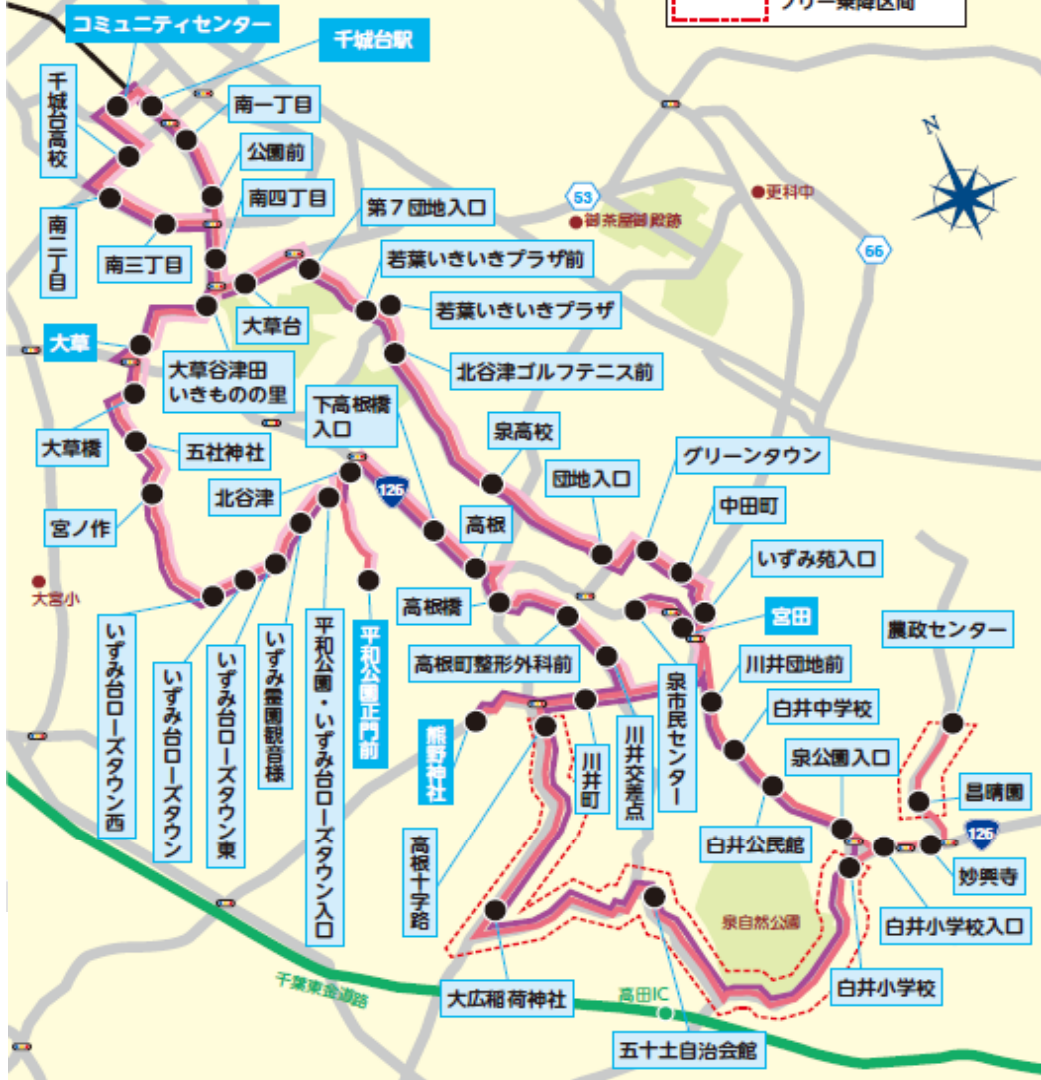 フリー乗降区間
コミュニティセンター
千城台駅
千城台高校
南一丁目
公園前
南四丁目
第7団地入口
N
53
更科中
御茶屋御殿跡
66
南二丁目
南三丁目
若葉いきいきプラザ前
若葉いきいきプラザ
大草台
大草
大草谷津田
いきものの里
北谷津ゴルフテニス前
下高根橋
入口
泉高校
大草橋
五社神社
グリーンタウン
団地入口
北谷津
126
中田町
宮ノ作
高根
いずみ苑入口
大宮小
高根橋
宮田
農政センター
いずみ台ローズタウン西
いずみ台ローズタウン
いずみ台ローズタウン東
いずみ霊園観音様
平和公園・いずみ台ローズタウン入口
平和公園正門前
高根町整形外科前
泉市民センター
川井団地前
白井中学校
熊野神社
川井町
川井交差点
泉公園入口
昌晴園
126
高根十字路
白井公民館
妙興寺
泉自然公園
白井小学校入口
千葉東金道路
大広稲荷神社
高田IC
白井小学校
五十土自治会館